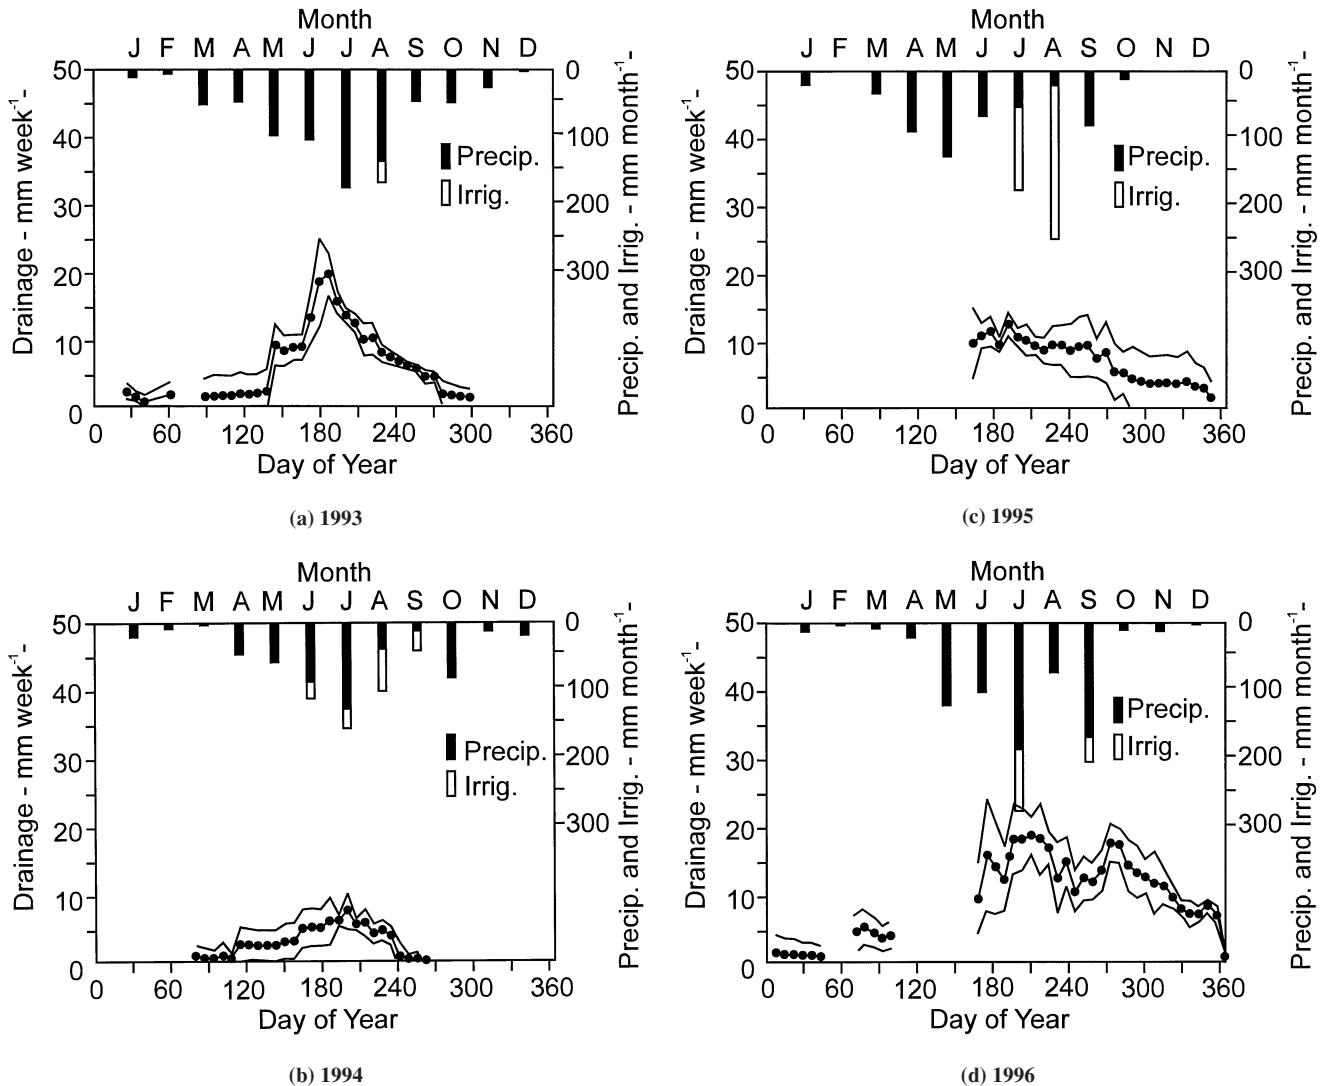 Month
J F M A M J J A S O N D
50
40
30
20
10
0
Drainage - mm week-1-
0
100
200
300
Precip. and Irrig. - mm month-1-
Precip.
Irrig.
0 60 120 180 240 300 360
Day of Year
(a) 1993
Month
J F M A M J J A S O N D
50
40
30
20
10
0
Drainage - mm week-1-
0
100
200
300
Precip. and Irrig. - mm month-1-
Precip.
Irrig.
0 60 120 180 240 300 360
Day of Year
(c) 1995
Month
J F M A M J J A S O N D
50
40
30
20
10
0
Drainage - mm week-1-
0
100
200
300
Precip. and Irrig. - mm month-1-
Precip.
Irrig.
0 60 120 180 240 300 360
Day of Year
(b) 1994
Month
J F M A M J J A S O N D
50
40
30
20
10
0
Drainage - mm week-1-
0
100
200
300
Precip. and Irrig. - mm month-1-
Precip.
Irrig.
0 60 120 180 240 300 360
Day of Year
(d) 1996